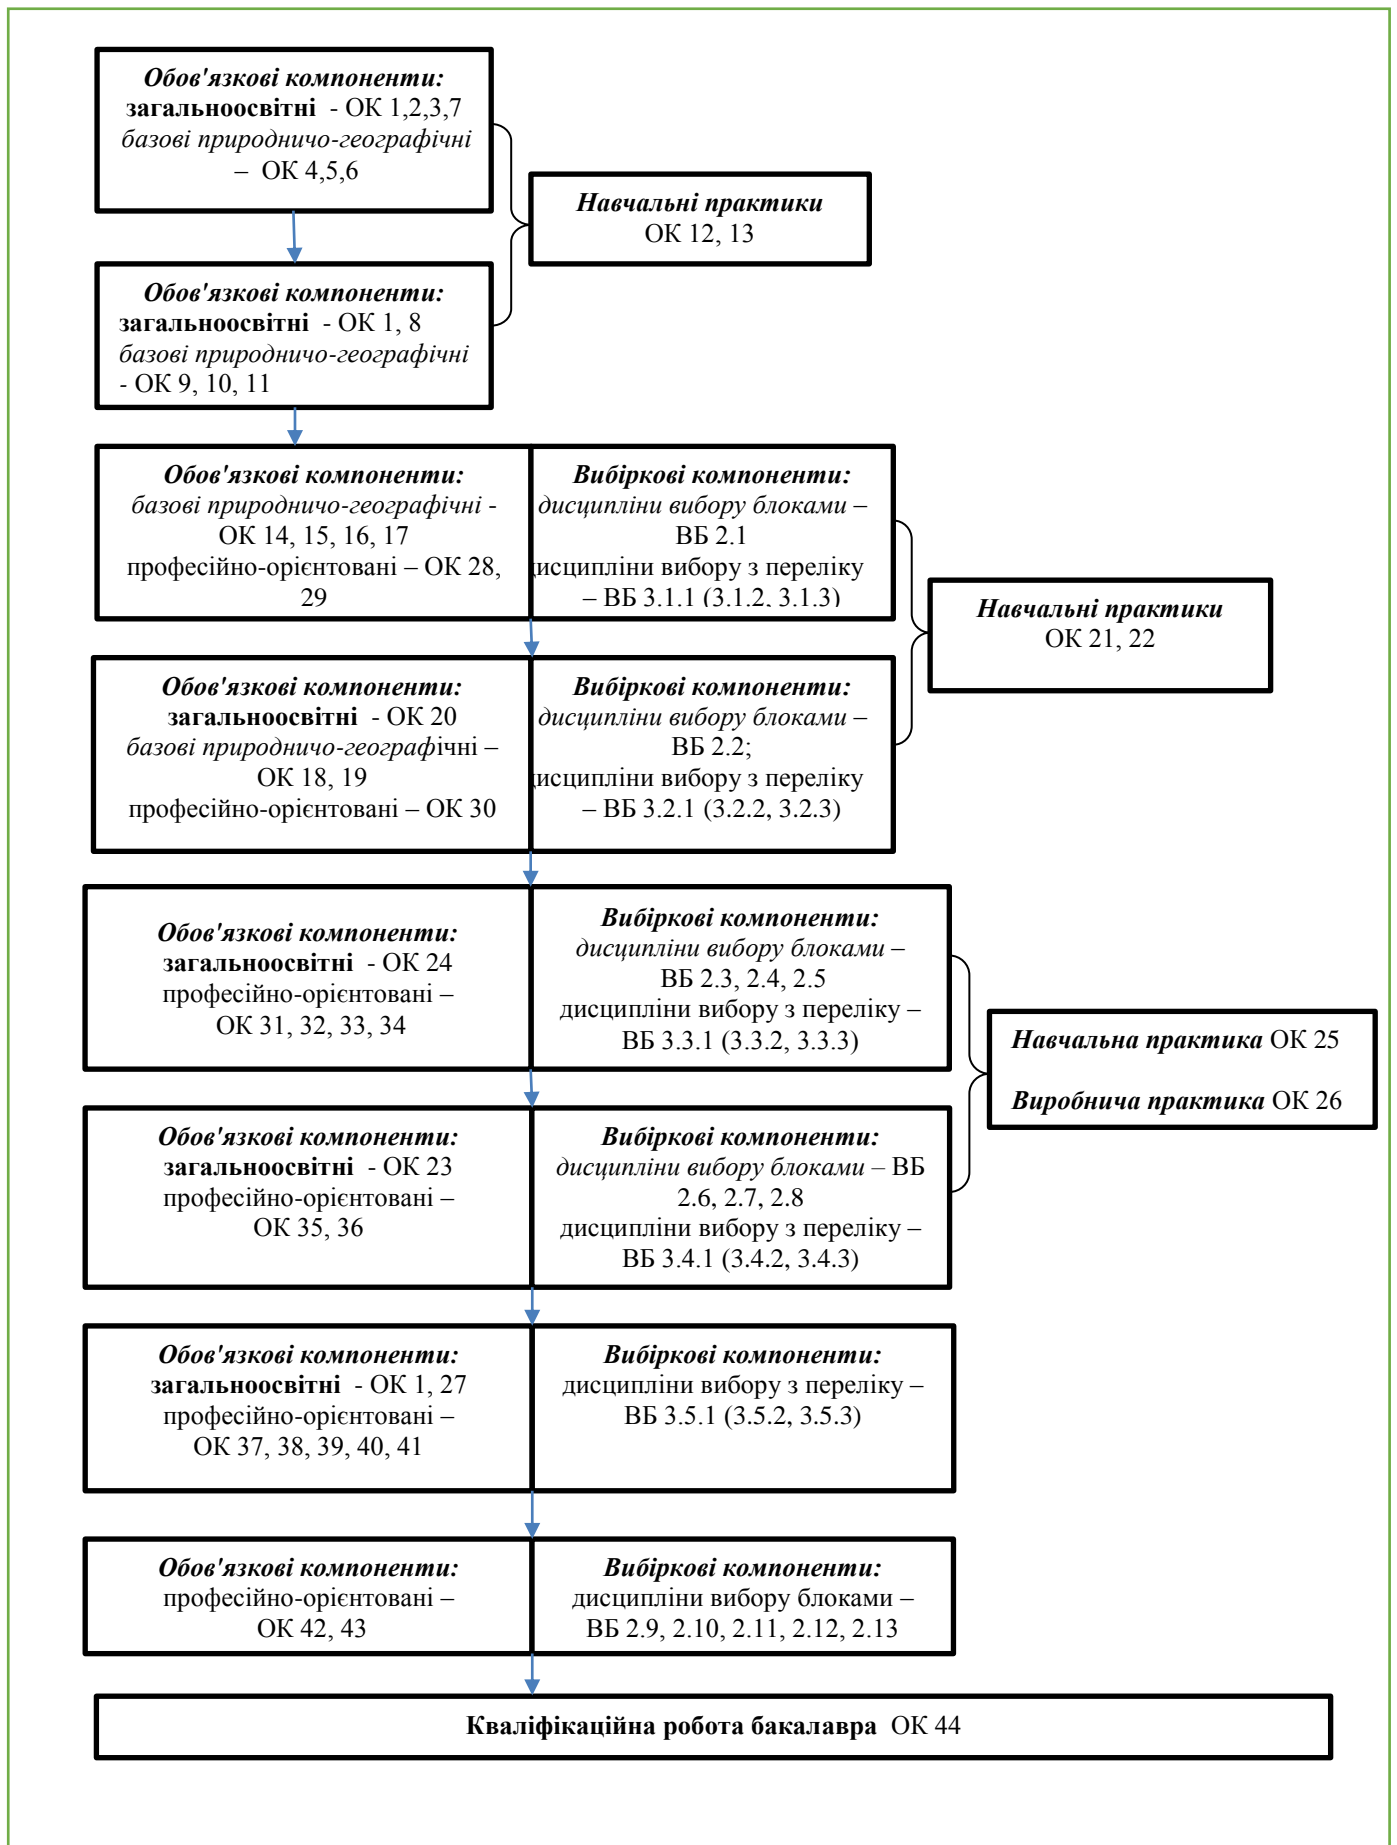 Обов'язкові компоненти:
загальноосвітні - ОК 1,2,3,7
базові природничо-географічні
– ОК 4,5,6
Навчальні практики
ОК 12, 13
Обов'язкові компоненти:
загальноосвітні - ОК 1, 8
базові природничо-географічні
- ОК 9, 10, 11
Обов'язкові компоненти:
базові природничо-географічні -
ОК 14, 15, 16, 17
професійно-орієнтовані – ОК 28,
29
Вибіркові компоненти:
дисципліни вибору блоками –
ВБ 2.1
дисципліни вибору з переліку
– ВБ 3.1.1 (3.1.2, 3.1.3)
Навчальні практики
ОК 21, 22
Обов'язкові компоненти:
загальноосвітні - ОК 20
базові природничо-географічні –
ОК 18, 19
професійно-орієнтовані – ОК 30
Вибіркові компоненти:
дисципліни вибору блоками –
ВБ 2.2;
дисципліни вибору з переліку
– ВБ 3.2.1 (3.2.2, 3.2.3)
Обов'язкові компоненти:
загальноосвітні - ОК 24
професійно-орієнтовані –
ОК 31, 32, 33, 34
Вибіркові компоненти:
дисципліни вибору блоками –
ВБ 2.3, 2.4, 2.5
дисципліни вибору з переліку –
ВБ 3.3.1 (3.3.2, 3.3.3)
Навчальна практика ОК 25
Виробнича практика ОК 26
Обов'язкові компоненти:
загальноосвітні - ОК 23
професійно-орієнтовані –
ОК 35, 36
Вибіркові компоненти:
дисципліни вибору блоками – ВБ
2.6, 2.7, 2.8
дисципліни вибору з переліку –
ВБ 3.4.1 (3.4.2, 3.4.3)
Обов'язкові компоненти:
загальноосвітні - ОК 1, 27
професійно-орієнтовані –
ОК 37, 38, 39, 40, 41
Вибіркові компоненти:
дисципліни вибору з переліку –
ВБ 3.5.1 (3.5.2, 3.5.3)
Обов'язкові компоненти:
професійно-орієнтовані –
ОК 42, 43
Вибіркові компоненти:
дисципліни вибору блоками –
ВБ 2.9, 2.10, 2.11, 2.12, 2.13
Кваліфікаційна робота бакалавра ОК 44